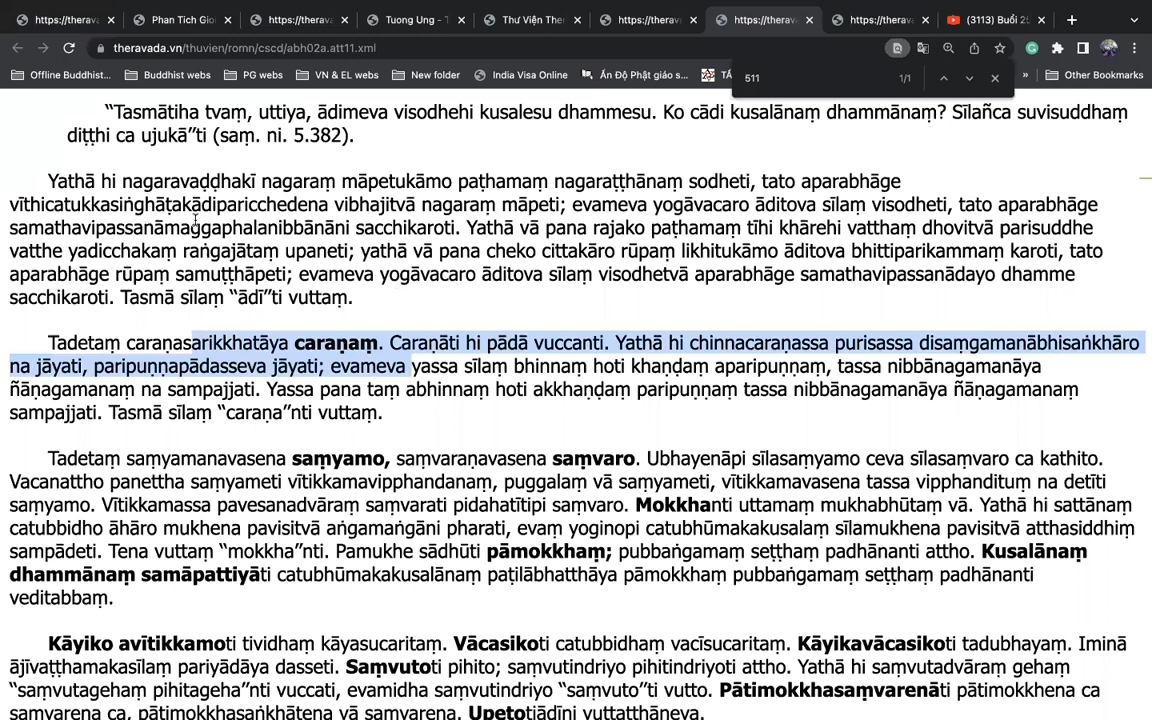 https://therava
Phan Tich Gio
https://therava
Tuong Ung - T
Thư Viện Ther
https://therava
https://therava
https://therava
(3113) Buổi 25
theravada.vn/thuvien/romn/cscd/abh02a.att11.xml
Offline Buddhist...
Buddhist webs
PG webs
VN & EL webs
New folder
India Visa Online
Ấn Độ Phật giáo s...
»
Other Bookmarks
511
1/1
“Tasmātiha tvaṃ, uttiya, ādimeva visodhehi kusalesu dhammesu. Ko cādi kusalānaṃ dhammānaṃ? Sīlañca suvisuddhaṃ
diṭṭhi ca ujukā”ti (saṃ. ni. 5.382).
Yathā hi nagaravaḍḍhakī nagaraṃ māpetukāmo paṭhamaṃ nagaraṭṭhānaṃ sodheti, tato aparabhāge
vīthicatukkasiṅghāṭakādiparicchedena vibhajitvā nagaraṃ māpeti; evameva yogāvacaro āditova sīlaṃ visodheti, tato aparabhāge
samathavipassanāmaggaphalanibbānāni sacchikaroti. Yathā vā pana rajako paṭhamaṃ tīhi khārehi vatthaṃ dhovitvā parisuddhe
vatthe yadicchakaṃ raṅgajātaṃ upaneti; yathā vā pana cheko cittakāro rūpaṃ likhitukāmo āditova bhittiparikammaṃ karoti, tato
aparabhāge rūpaṃ samuṭṭhāpeti; evameva yogāvacaro āditova sīlaṃ visodhetvā aparabhāge samathavipassanādayo dhamme
sacchikaroti. Tasmā sīlaṃ “ādī”ti vuttaṃ.
Tadetaṃ caraṇasarikkhatāya caraṇaṃ. Caraṇāti hi pādā vuccanti. Yathā hi chinnacaraṇassa purisassa disaṃgamanābhisaṅkhāro
na jāyati, paripuṇṇapādasseva jāyati; evameva yassa sīlaṃ bhinnaṃ hoti khaṇḍaṃ aparipuṇṇaṃ, tassa nibbānagamanāya
ñāṇagamanaṃ na sampajjati. Yassa pana taṃ abhinnaṃ hoti akkhaṇḍaṃ paripuṇṇaṃ tassa nibbānagamanāya ñāṇagamanaṃ
sampajjati. Tasmā sīlaṃ “caraṇa”nti vuttaṃ.
Tadetaṃ saṃyamanavasena saṃyamo, saṃvaraṇavasena saṃvaro. Ubhayenāpi sīlasaṃyamo ceva sīlasaṃvaro ca kathito.
Vacanattho panettha saṃyameti vītikkamavipphandanaṃ, puggalaṃ vā saṃyameti, vītikkamavasena tassa vipphandituṃ na detīti
saṃyamo. Vītikkamassa pavesanadvāraṃ saṃvarati pidahatītipi saṃvaro. Mokkhanti uttamaṃ mukhabhūtaṃ vā. Yathā hi sattānaṃ
catubbidho āhāro mukhena pavisitvā aṅgamaṅgāni pharati, evaṃ yoginopi catubhūmakakusalaṃ sīlamukhena pavisitvā atthasiddhiṃ
sampādeti. Tena vuttaṃ “mokkha”nti. Pamukhe sādhūti pāmokkhaṃ; pubbaṅgamaṃ seṭṭhaṃ padhānanti attho. Kusalānaṃ
dhammānaṃ samāpattiyāti catubhūmakakusalānaṃ paṭilābhatthāya pāmokkhaṃ pubbaṅgamaṃ seṭṭhaṃ padhānanti
veditabbaṃ.
Kāyiko avītikkamoti tividhaṃ kāyasucaritaṃ. Vācasikoti catubbidhaṃ vacīsucaritaṃ. Kāyikavācasikoti tadubhayaṃ. Iminā
ājīvaṭṭhamakasīlaṃ pariyādāya dasseti. Saṃvutoti pihito; saṃvutindriyo pihitindriyoti attho. Yathā hi saṃvutadvāraṃ gehaṃ
“saṃvutagehaṃ pihitageha”nti vuccati, evamidha saṃvutindriyo “saṃvuto”ti vutto. Pātimokkhasaṃvarenāti pātimokkhena ca
saṃvarena ca, pātimokkhasaṅkhātena vā saṃvarena. Upetotiādīni vuttatthāneva.